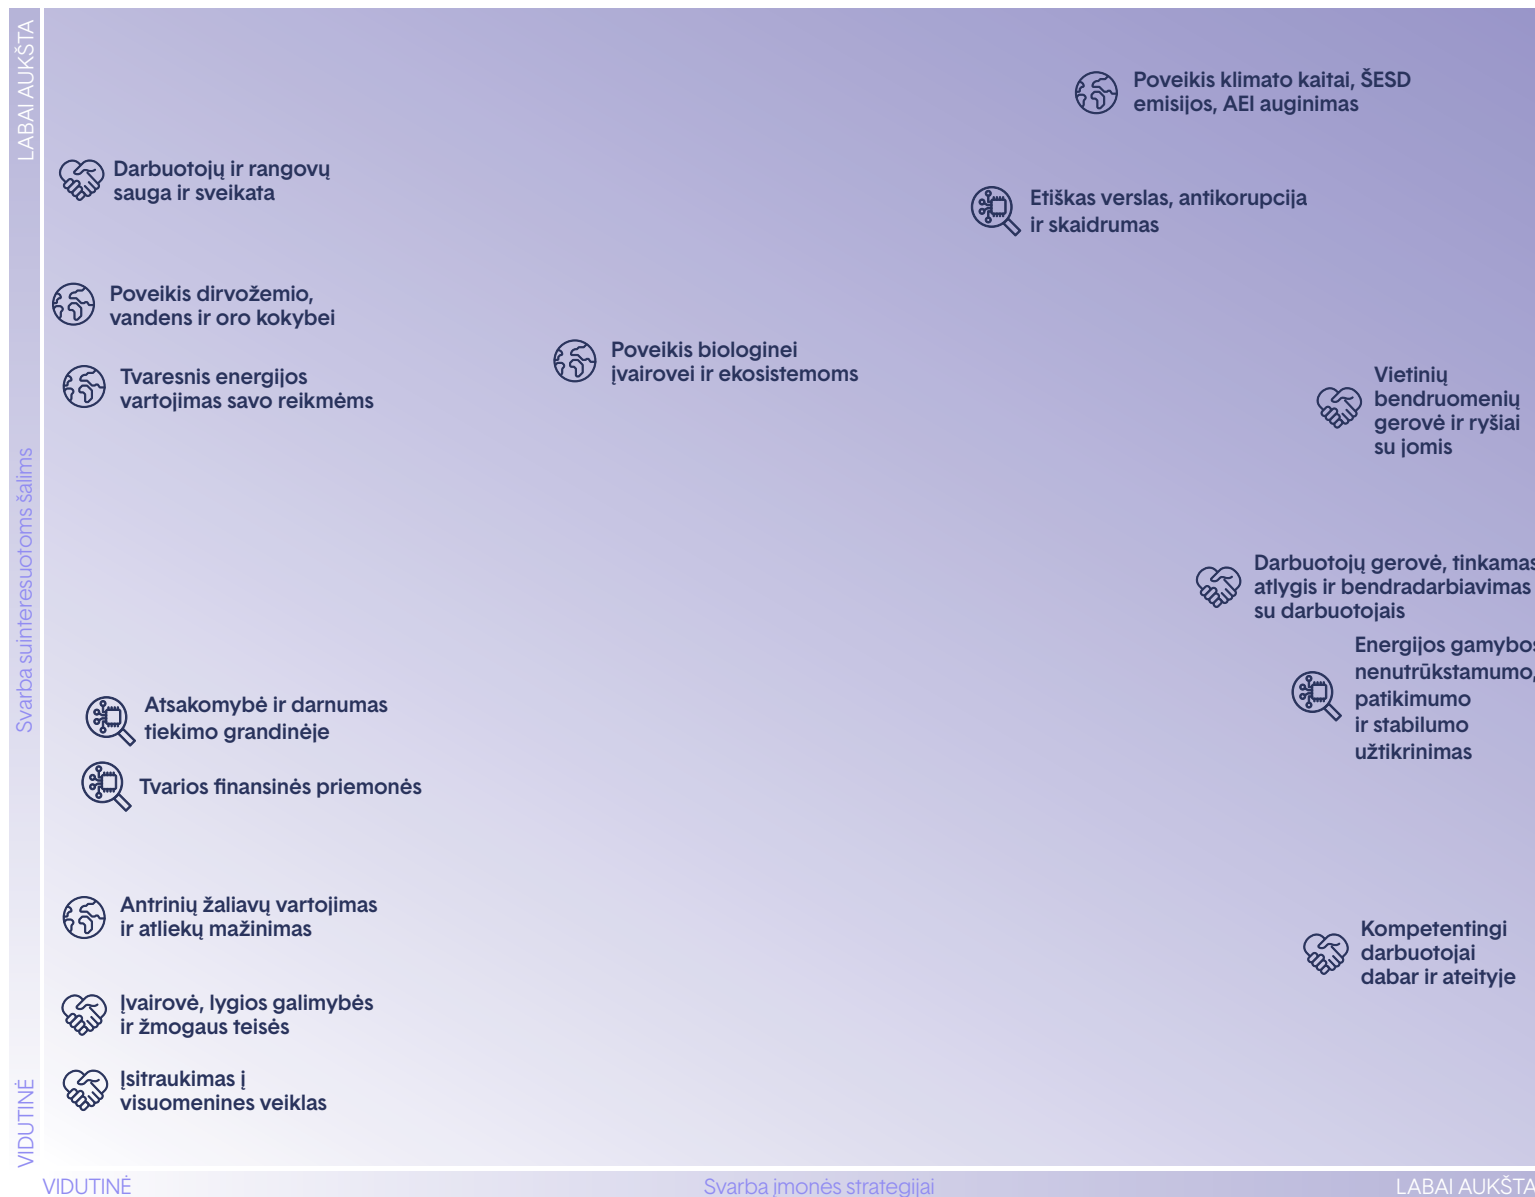 LABAI AUKŠTA
Svarba suinteresuotoms šalims
VIDUTINĖ
Poveikis klimato kaitai, ŠESD
emisijos, AEI auginimas
Darbuotojų ir rangovų
sauga ir sveikata
Etiškas verslas, antikorupcija
ir skaidrumas
Poveikis dirvožemio,
vandens ir oro kokybei
Poveikis biologinei
įvairovei ir ekosistemoms
Tvaresnis energijos
vartojimas savo reikmėms
Vietinių
bendruomenių
gerovė ir ryšiai
su jomis
Darbuotojų gerovė, tinkamas
atlygis ir bendradarbiavimas
su darbuotojais
Energijos gamybos
nenutrūkstamumo,
patikimumo
ir stabilumo
užtikrinimas
Atsakomybė ir darnumas
tiekimo grandinėje
Tvarios finansinės priemonės
Antrinių žaliavų vartojimas
ir atliekų mažinimas
Kompetentingi
darbuotojai
dabar ir ateityje
Įvairovė, lygios galimybės
ir žmogaus teisės
Įsitraukimas į
visuomenines veiklas
VIDUTINĖ
Svarba įmonės strategijai
LABAI AUKŠTA